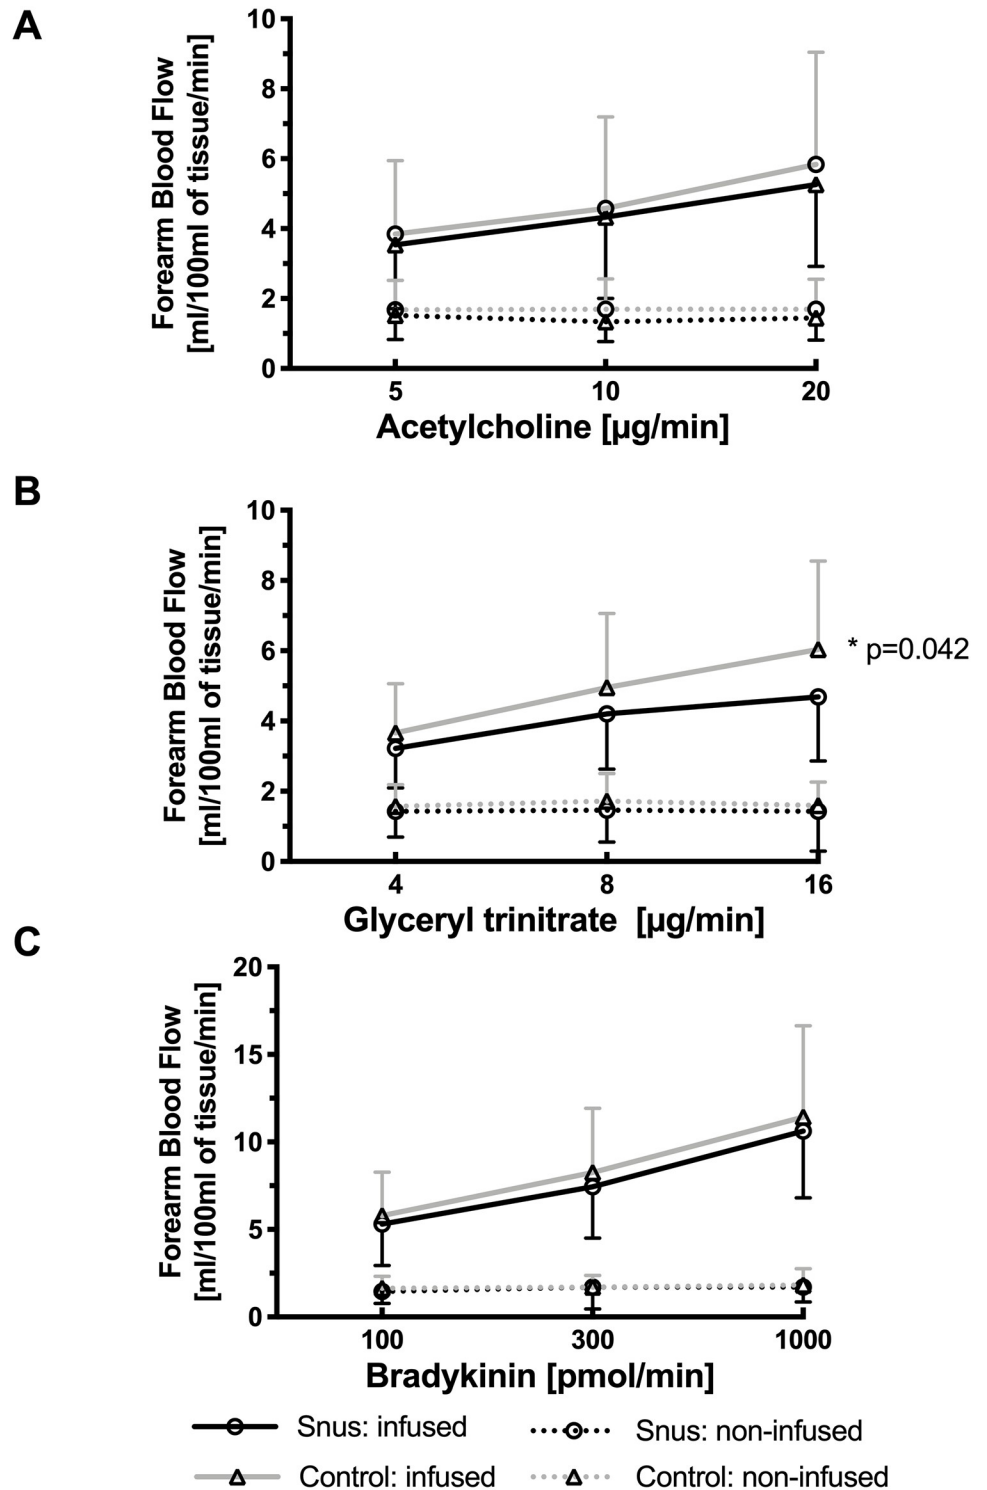 A
Forearm Blood Flow
[ml/100ml of tissue/min]
10
8
6
4
2
0
5 10 20
Acetylcholine [µg/min]
B
Forearm Blood Flow
[ml/100ml of tissue/min]
10
8
6
4
2
0
* p=0.042
4 8 16
Glyceryl trinitrate [µg/min]
C
Forearm Blood Flow
[ml/100ml of tissue/min]
20
15
10
5
0
100 300 1000
Bradykinin [pmol/min]
Snus: infused Snus: non-infused
Control: infused Control: non-infused